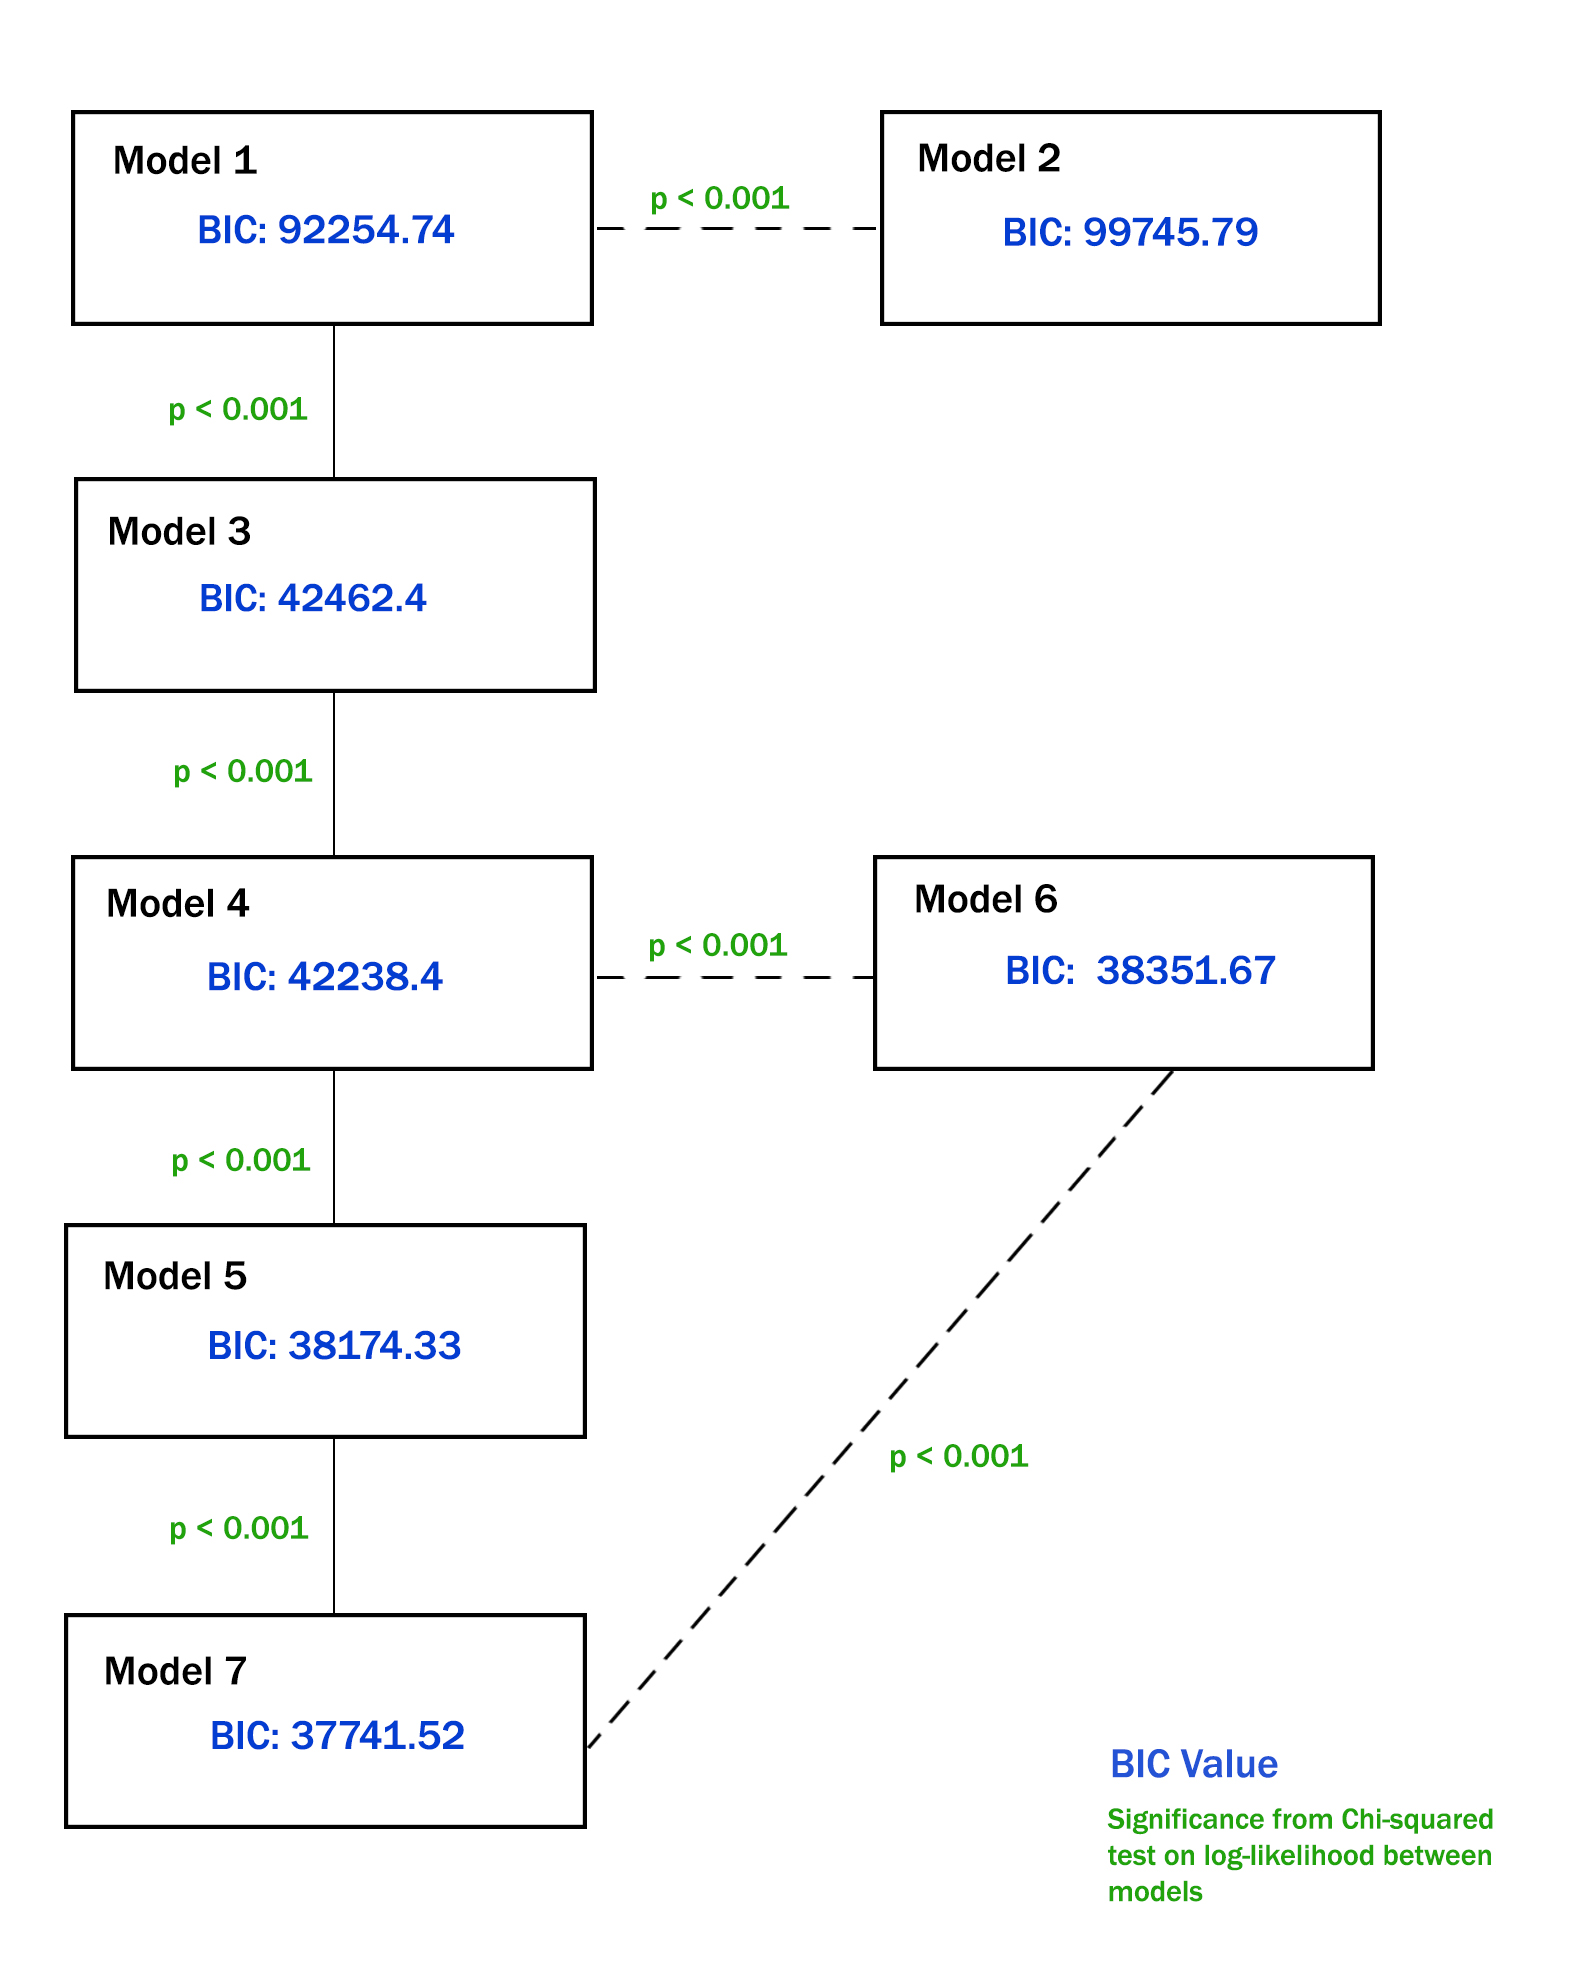 Model 1
BIC: 92254.74
p < 0.001
Model 2
BIC: 99745.79
p < 0.001
Model 3
BIC: 42462.4
p < 0.001
Model 4
BIC: 42238.4
p < 0.001
Model 6
BIC: 38351.67
p < 0.001
Model 5
BIC: 38174.33
p < 0.001
p < 0.001
Model 7
BIC: 37741.52
BIC Value
Significance from Chi-squared
test on log-likelihood between
models